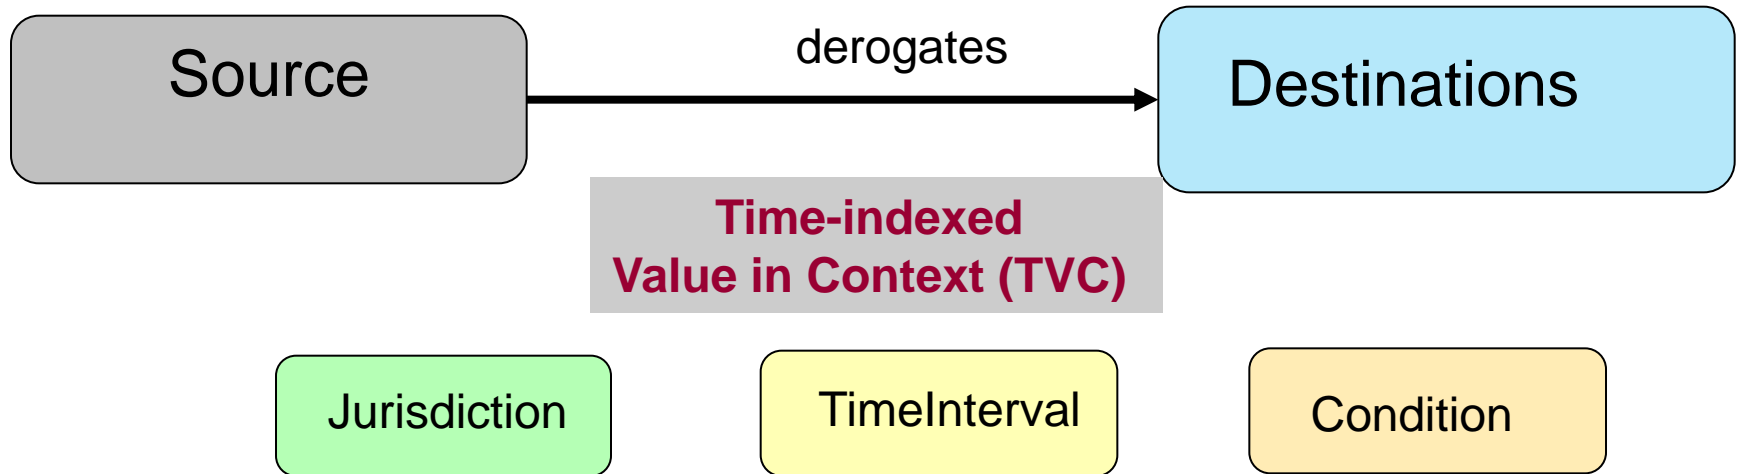 Source
derogates
Destinations
Time-indexed
Value in Context (TVC)
Jurisdiction
TimeInterval
Condition